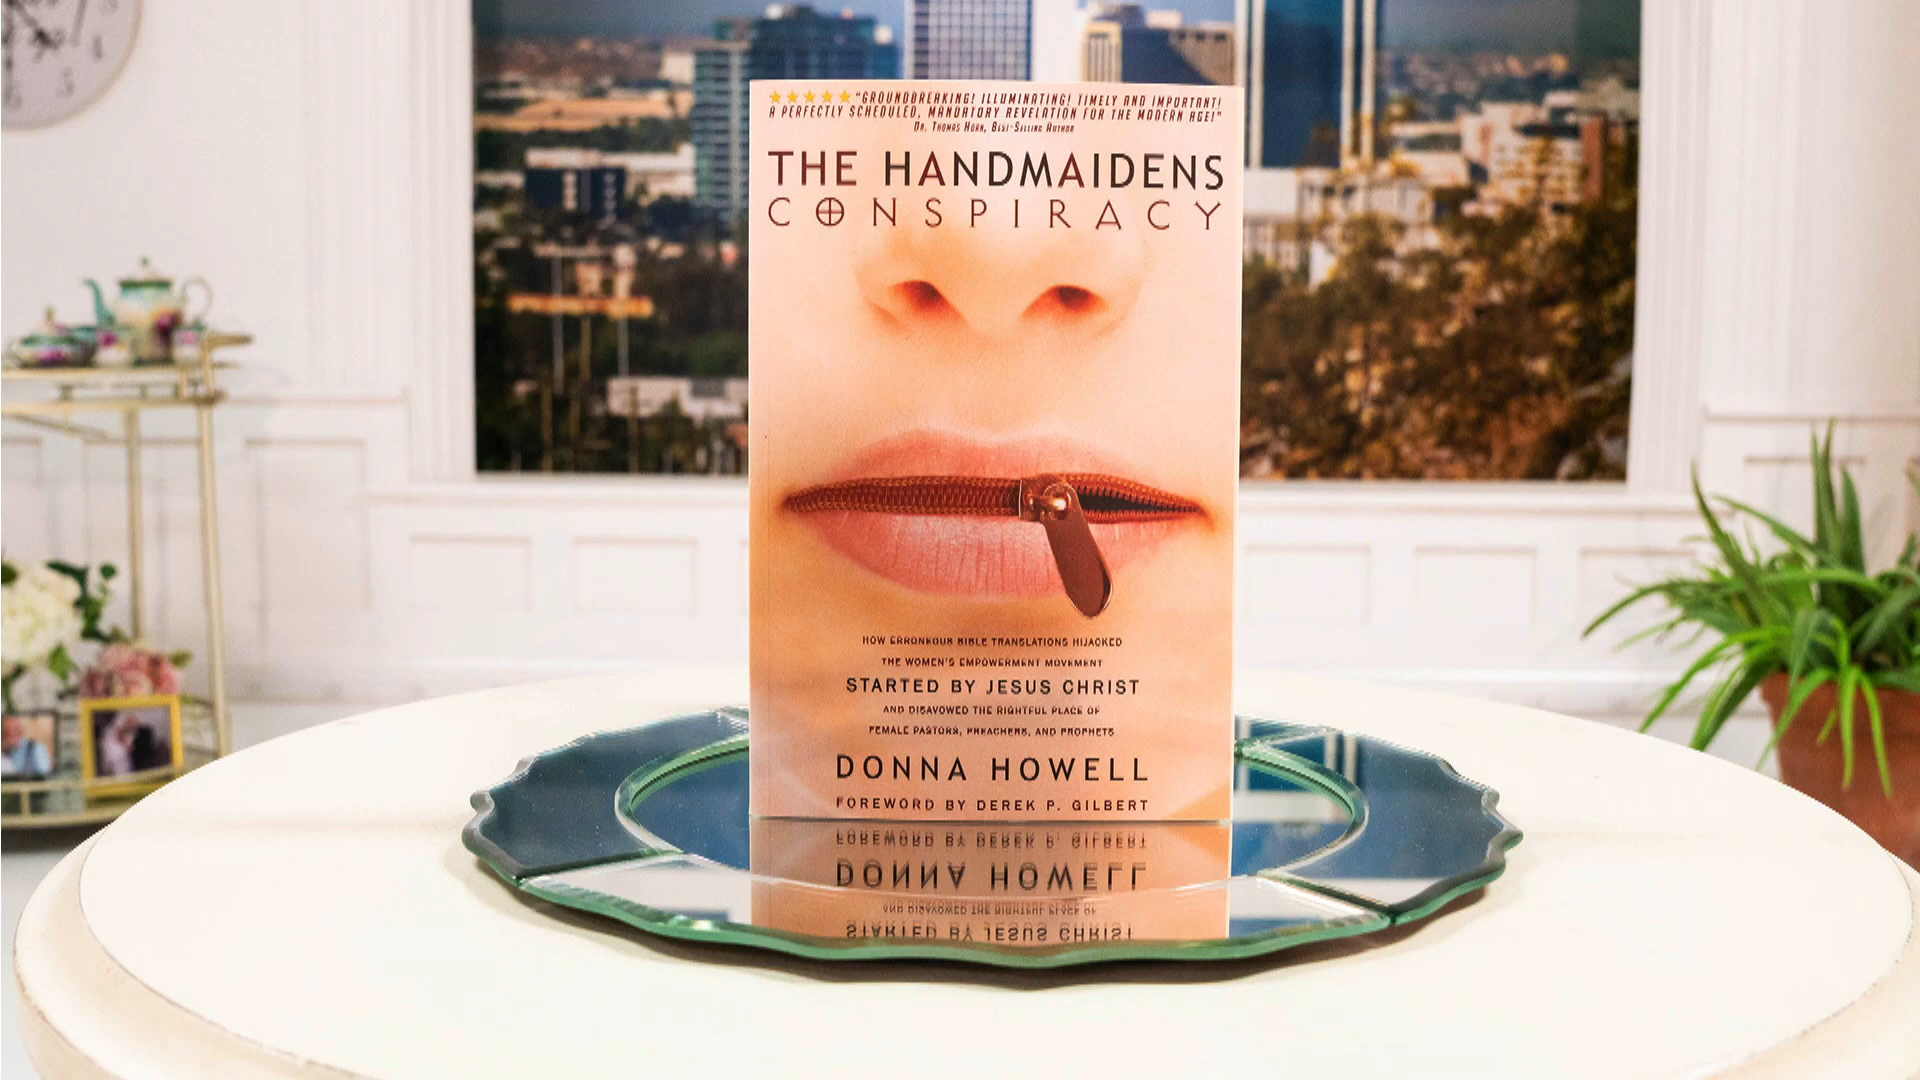 "GROUNDBREAKING! ILLUMINATING! TIMELY AND IMPORTANT!
A PERFECTLY SCHEDULED, MANDATORY REVELATION FOR THE MODERN AGE!"
DR. THOMAS HORN, BEST-SELLING AUTHOR
THE HANDMAIDENS
CONSPIRACY
HOW ERRONEOUS BIBLE TRANSLATIONS HIJACKED
THE WOMEN'S EMPOWERMENT MOVEMENT
STARTED BY JESUS CHRIST
AND DISAVOWED THE RIGHTFUL PLACE OF
FEMALE PASTORS, PREACHERS, AND PROPHETS
DONNA HOWELL
FOREWORD BY DEREK P. GILBERT